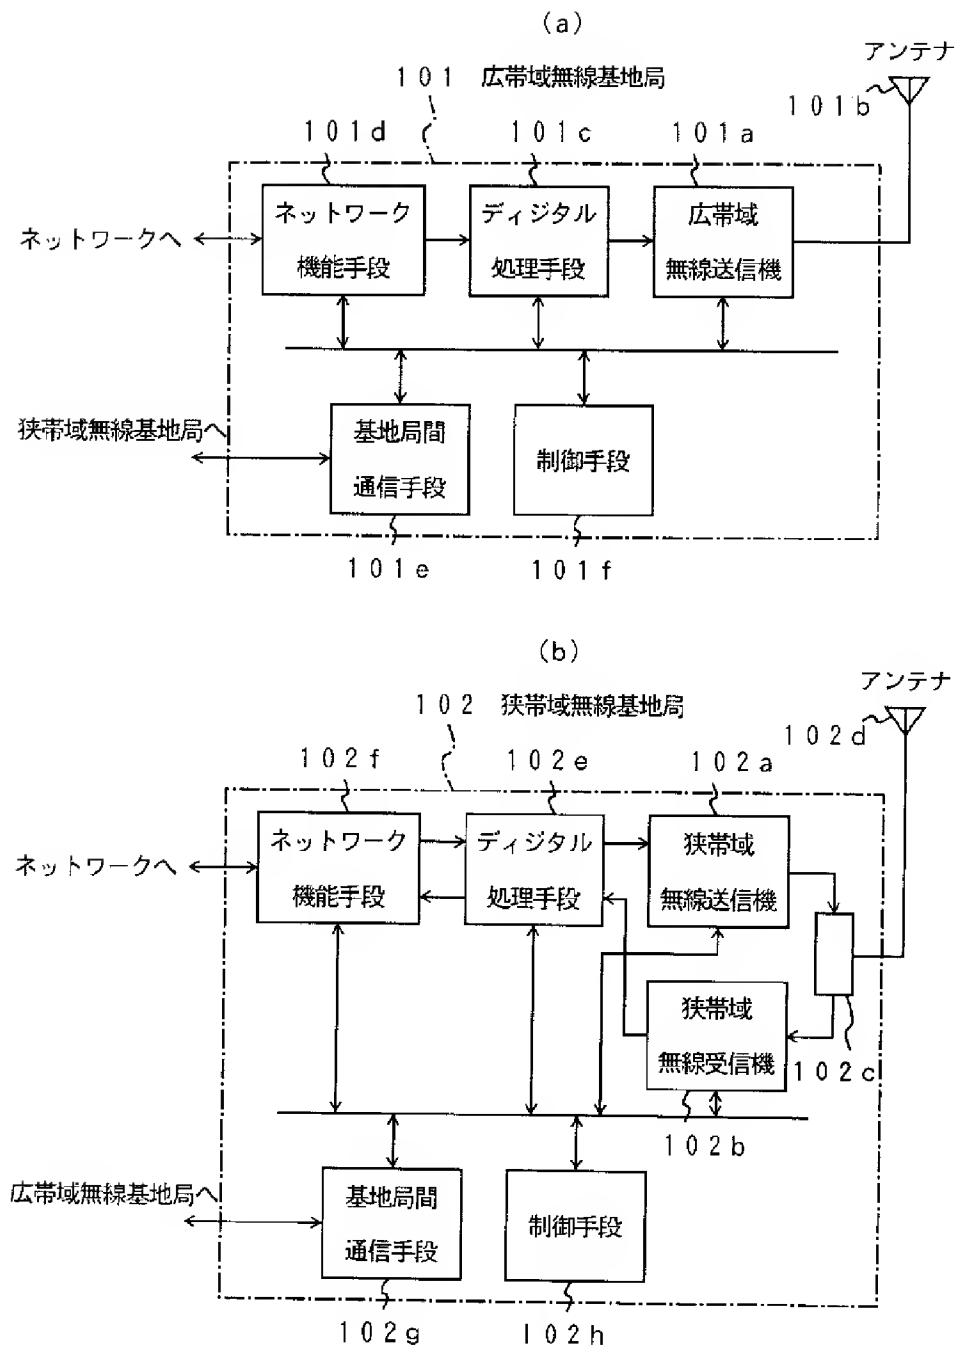 (a)
アンテナ
101 広帯域無線基地局
101b
101d
101c
101a
ネットワーク
機能手段
ディジタル
処理手段
広帯域
無線送信機
ネットワークへ
狭帯域無線基地局へ
基地局間
通信手段
制御手段
101e
101f
(b)
アンテナ
102 狭帯域無線基地局
102d
102f
102e
102a
ネットワーク
機能手段
ディジタル
処理手段
狭帯域
無線送信機
ネットワークへ
狭帯域
無線受信機
102c
102b
広帯域無線基地局へ
基地局間
通信手段
制御手段
102g
102h